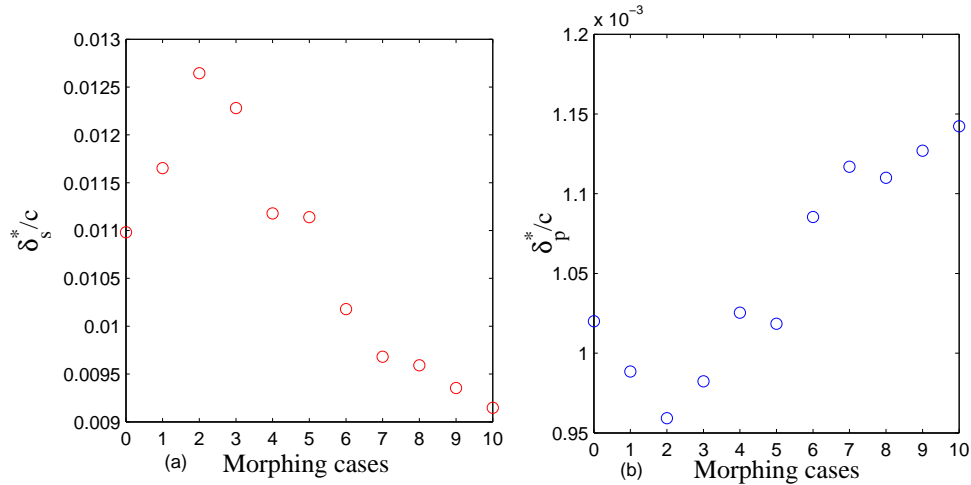 0.013
0.0125
0.012
0.0115
0.011
0.0105
0.01
0.0095
0.009
δ*s/c
0 1 2 3 4 5 6 7 8 9 10
(a) Morphing cases
x 10⁻³
1.2
1.15
1.1
1.05
1
0.95
δ*p/c
0 1 2 3 4 5 6 7 8 9 10
(b) Morphing cases